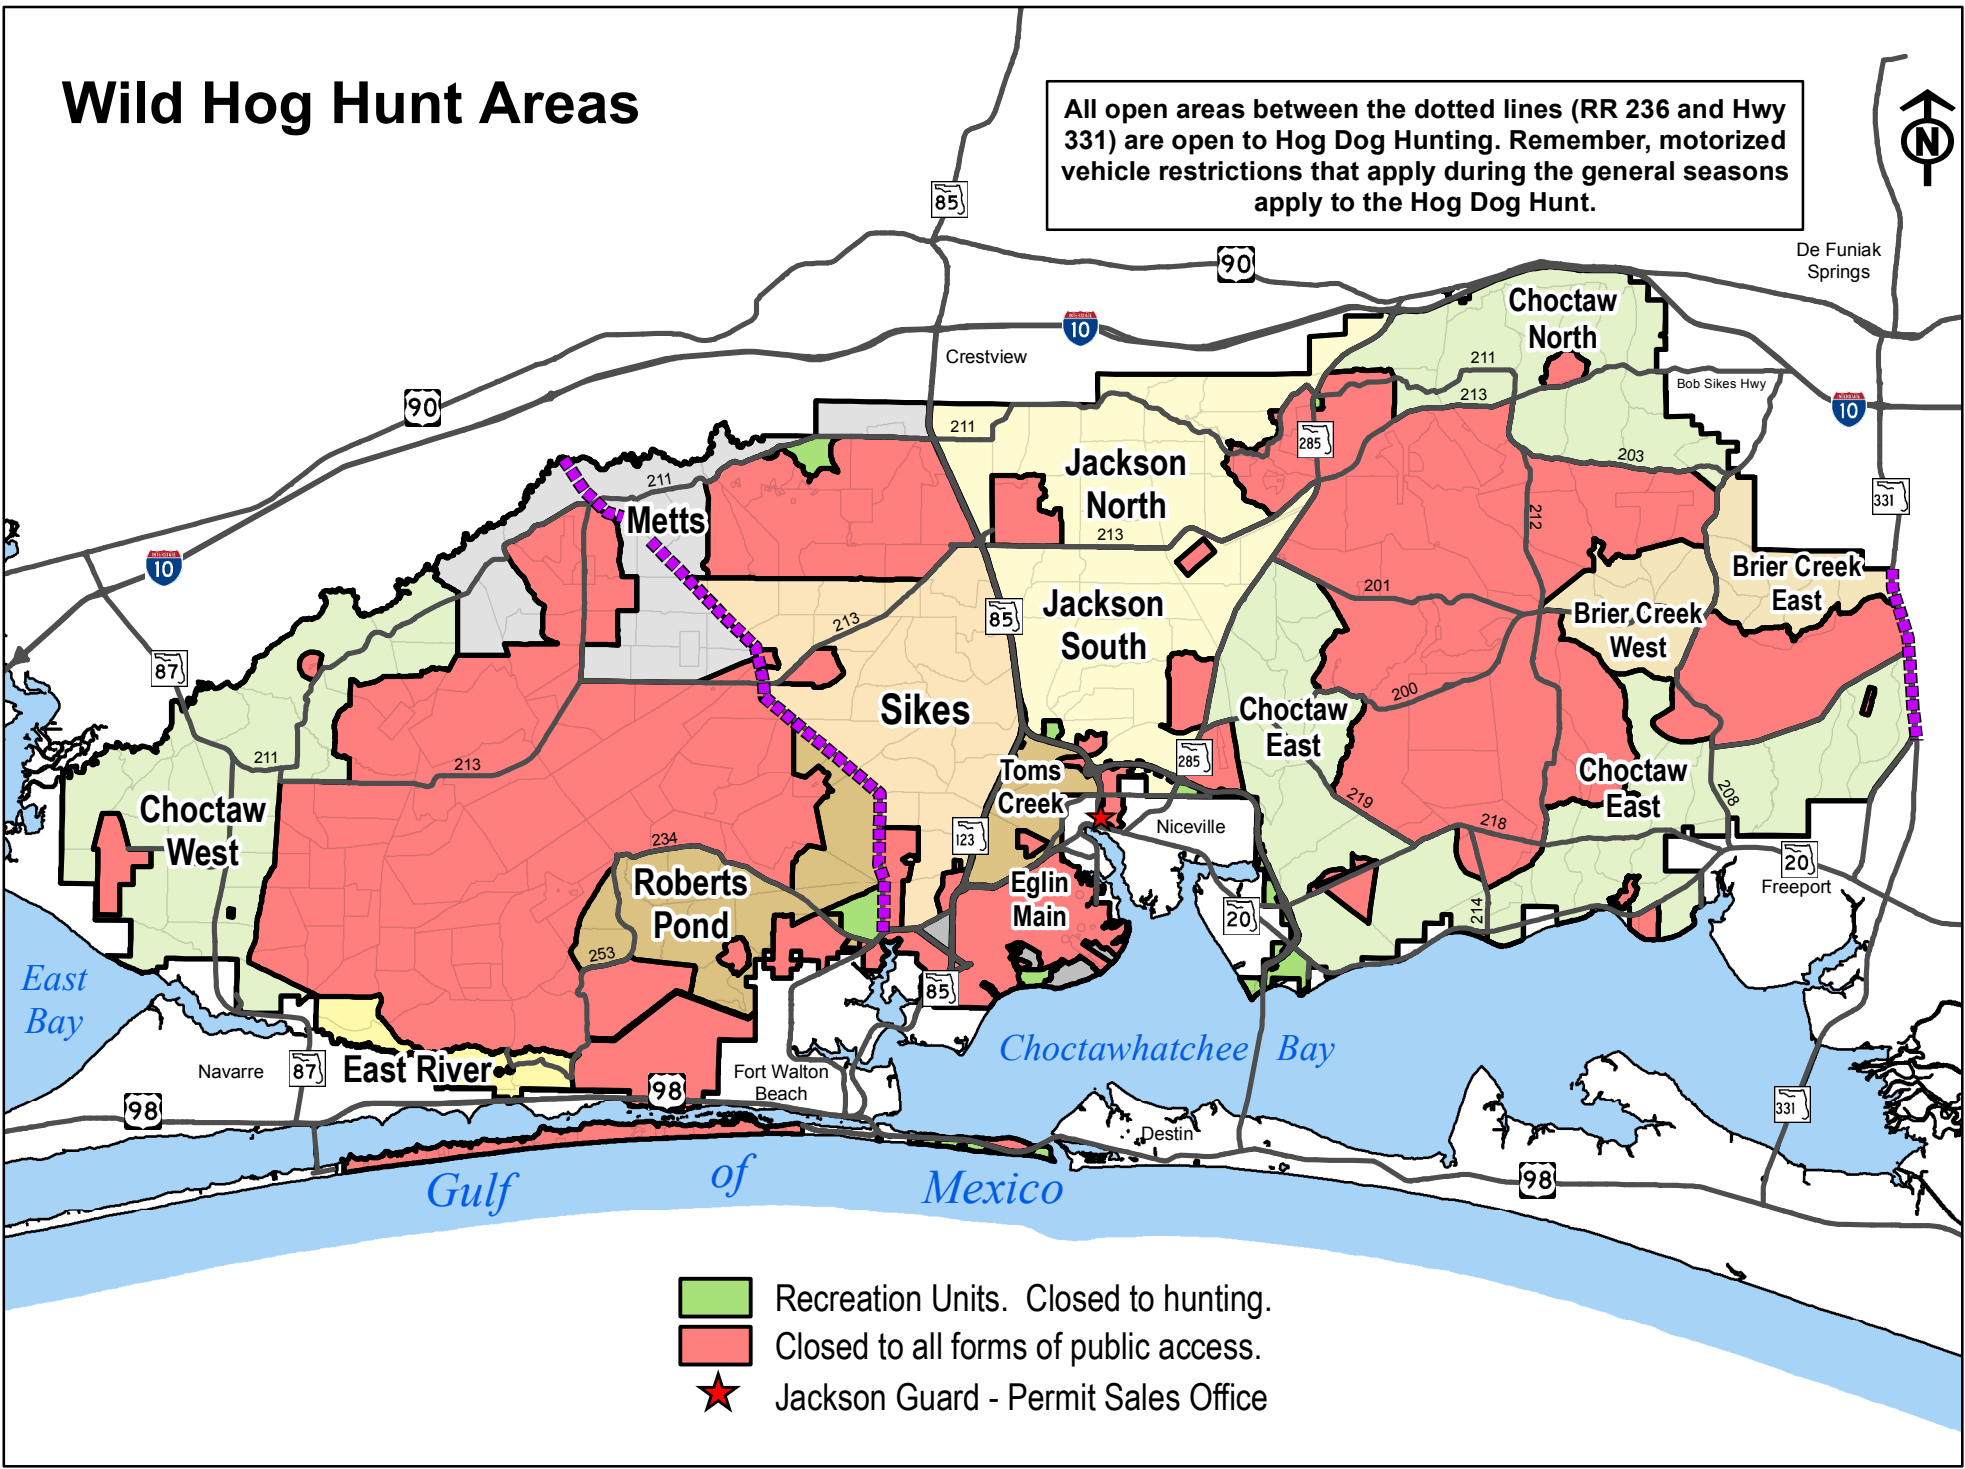 Wild Hog Hunt Areas
All open areas between the dotted lines (RR 236 and Hwy
331) are open to Hog Dog Hunting. Remember, motorized
vehicle restrictions that apply during the general seasons
apply to the Hog Dog Hunt.
N
85
De Funiak
Springs
90
10
Crestview
Choctaw
North
211
213
Bob Sikes Hwy
90
10
211
285
203
Jackson
North
211
Metts
213
212
331
10
Brier Creek
East
201
Brier Creek
West
85
Jackson
South
213
87
200
Sikes
Choctaw
East
211
213
285
Toms
Creek
Choctaw
East
219
208
Choctaw
West
218
234
123
Niceville
20
Freeport
Roberts
Pond
Eglin
Main
20
214
253
East
Bay
85
Choctawhatchee Bay
Navarre
87
East River
98
Fort Walton
Beach
98
331
Destin
98
Gulf of Mexico
Recreation Units. Closed to hunting.
Closed to all forms of public access.
Jackson Guard - Permit Sales Office